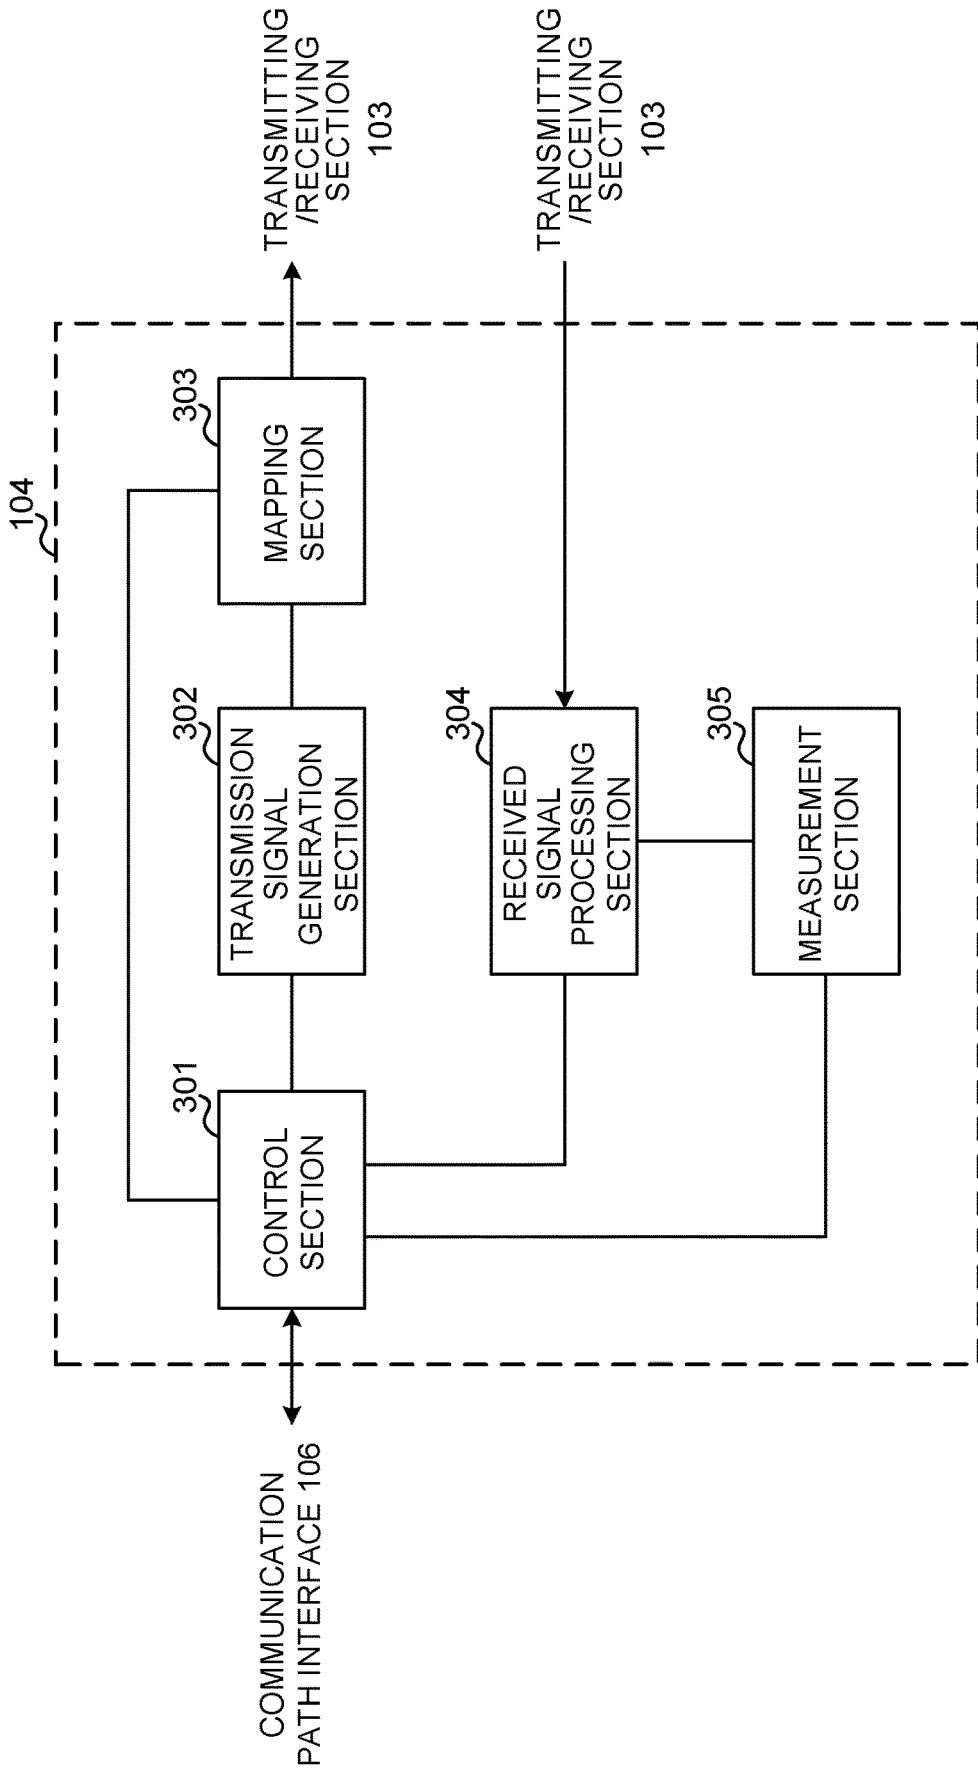 104
COMMUNICATION
PATH INTERFACE 106
301
CONTROL
SECTION
302
TRANSMISSION
SIGNAL
GENERATION
SECTION
303
MAPPING
SECTION
TRANSMITTING
/RECEIVING
SECTION
103
304
RECEIVED
SIGNAL
PROCESSING
SECTION
TRANSMITTING
/RECEIVING
SECTION
103
305
MEASUREMENT
SECTION